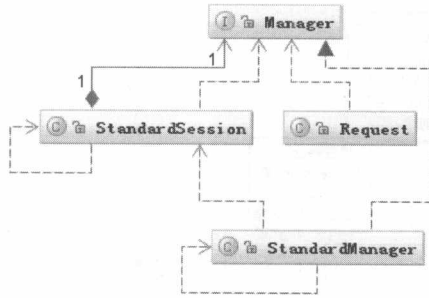 I Manager
1
1
C StandardSession
C Request
C StandardManager